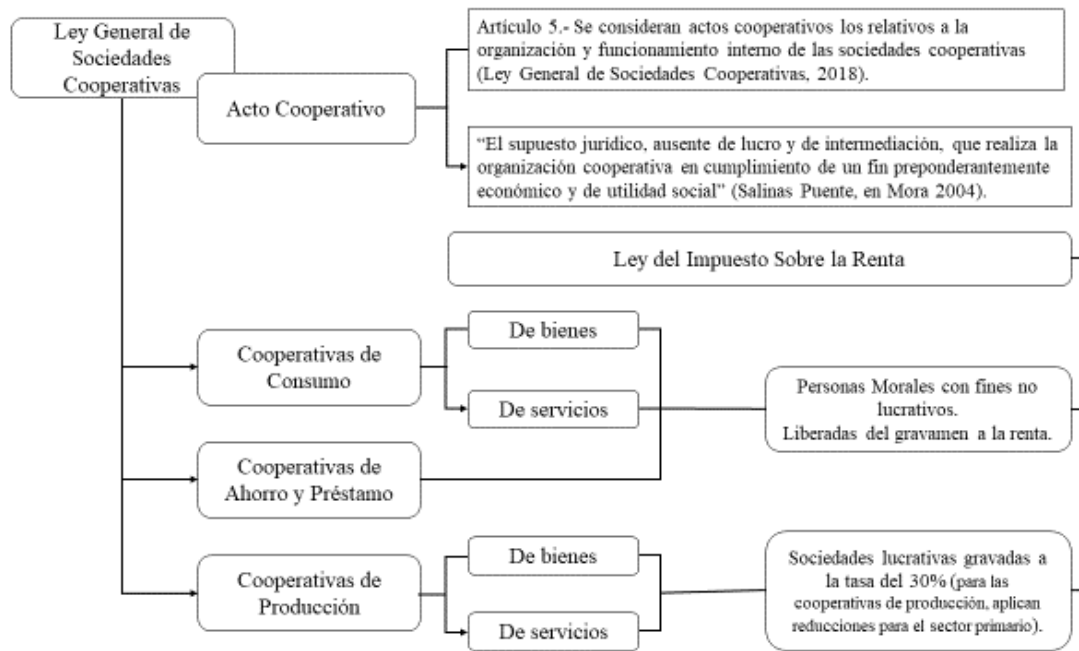 Ley General de
Sociedades
Cooperativas
Acto Cooperativo
Artículo 5.- Se consideran actos cooperativos los relativos a la
organización y funcionamiento interno de las sociedades cooperativas
(Ley General de Sociedades Cooperativas, 2018).
“El supuesto jurídico, ausente de lucro y de intermediación, que realiza la
organización cooperativa en cumplimiento de un fin preponderantemente
económico y de utilidad social” (Salinas Puente, en Mora 2004).
Ley del Impuesto Sobre la Renta
Cooperativas de
Consumo
De bienes
De servicios
Personas Morales con fines no
lucrativos.
Liberadas del gravamen a la renta.
Cooperativas de
Ahorro y Préstamo
Cooperativas de
Producción
De bienes
De servicios
Sociedades lucrativas gravadas a
la tasa del 30% (para las
cooperativas de producción, aplican
reducciones para el sector primario).